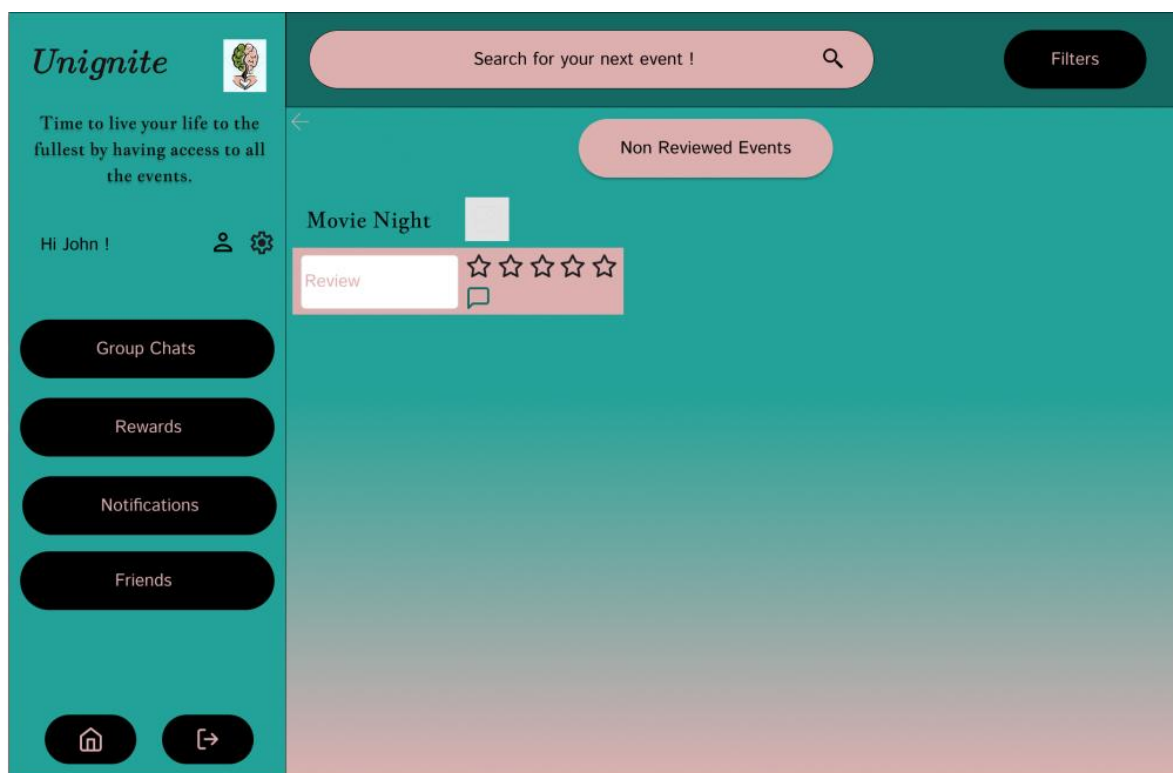 Unignite
Time to live your life to the
fullest by having access to all
the events.
Hi John !
Group Chats
Rewards
Notifications
Friends
Search for your next event !
Filters
Non Reviewed Events
Movie Night
Review